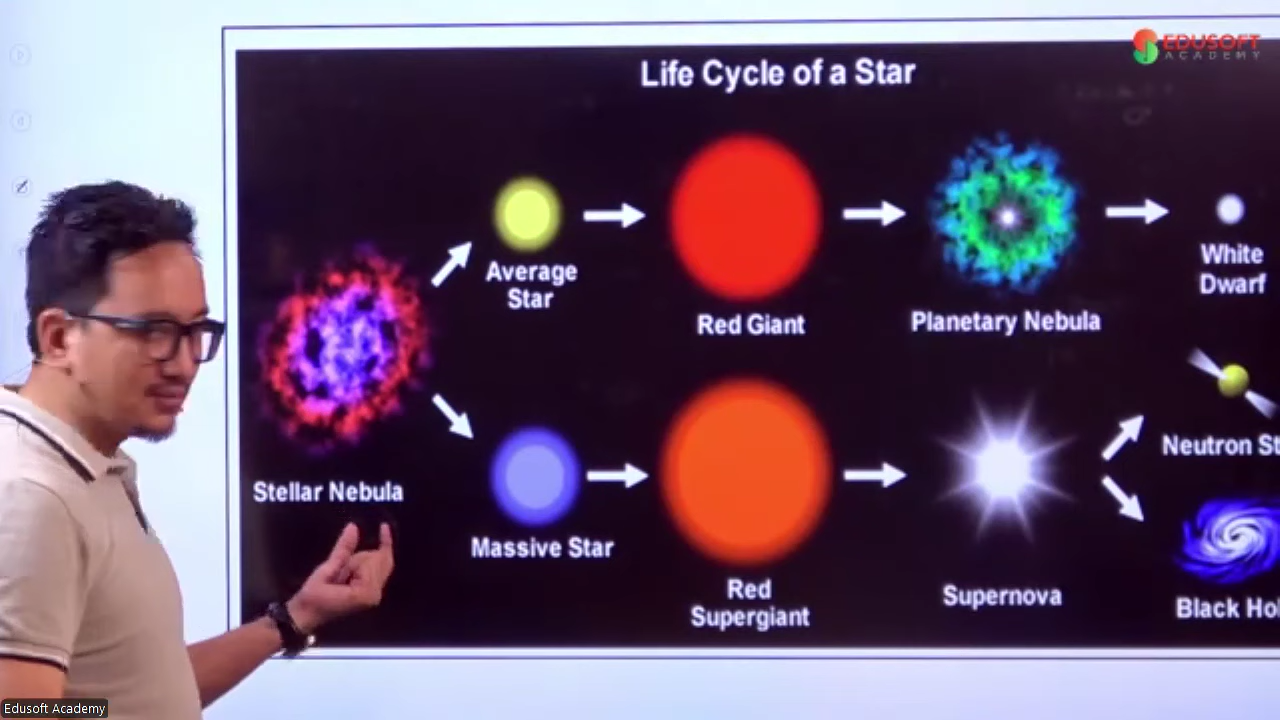 EDUSOFT
ACADEMY
Life Cycle of a Star
Average
Star
Red Giant
Planetary Nebula
White
Dwarf
Stellar Nebula
Massive Star
Red
Supergiant
Supernova
Neutron St
Black Ho
Edusoft Academy